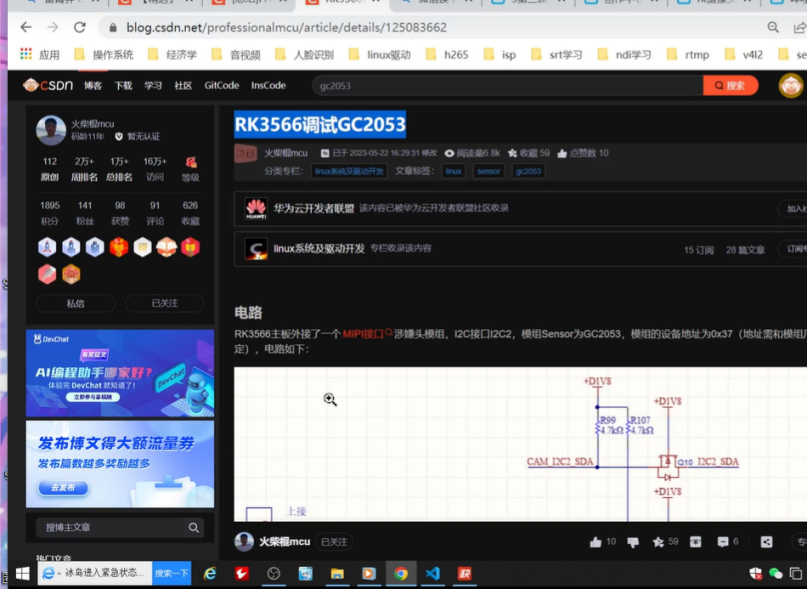 blog.csdn.net/professionalmcu/article/details/125083662
应用 操作系统 经济学 音视频 人脸识别 linux驱动 h265 isp srt学习 ndi学习 rtmp v4l2
CSDN 博客 下载 学习 社区 GitCode InsCode gc2053 搜索
火柴棍mcu
码龄11年 暂无认证
112 2万+ 1万+ 16万+
原创 周排名 总排名 访问 等级
1895 141 98 91 626
积分 粉丝 获赞 评论 收藏
私信 已关注
DevChat
有奖征文
AI编程助手哪家好?
体验完 DevChat 就知道了!
立即参与拿稿酬
DevChat
发布博文得大额流量券
发布篇数越多奖励越多
去发布
搜博主文章
热门文章
RK3566调试GC2053
原创 火柴棍mcu 已于 2023-05-22 16:29:31 修改 阅读量6.8k 收藏 59 点赞数 10
分类专栏: linux系统及驱动开发 文章标签: linux sensor gc2053
HUAWEI 华为云开发者联盟 该内容已被华为云开发者联盟社区收录
linux系统及驱动开发 专栏收录该内容 15 订阅 28 篇文章
电路
RK3566主板外接了一个MIPI接口涉嫌头模组，I2C接口I2C2，模组Sensor为GC2053，模组的设备地址为0x37（地址需和模组
定），电路如下：
+D1V8
+D1V8
R99 R107
4.7kΩ 4.7kΩ
CAM_I2C2_SDA Q10 I2C2_SDA
+D1V8
上接
火柴棍mcu 已关注 10 59 6
冰岛进入紧急状态... 搜索一下